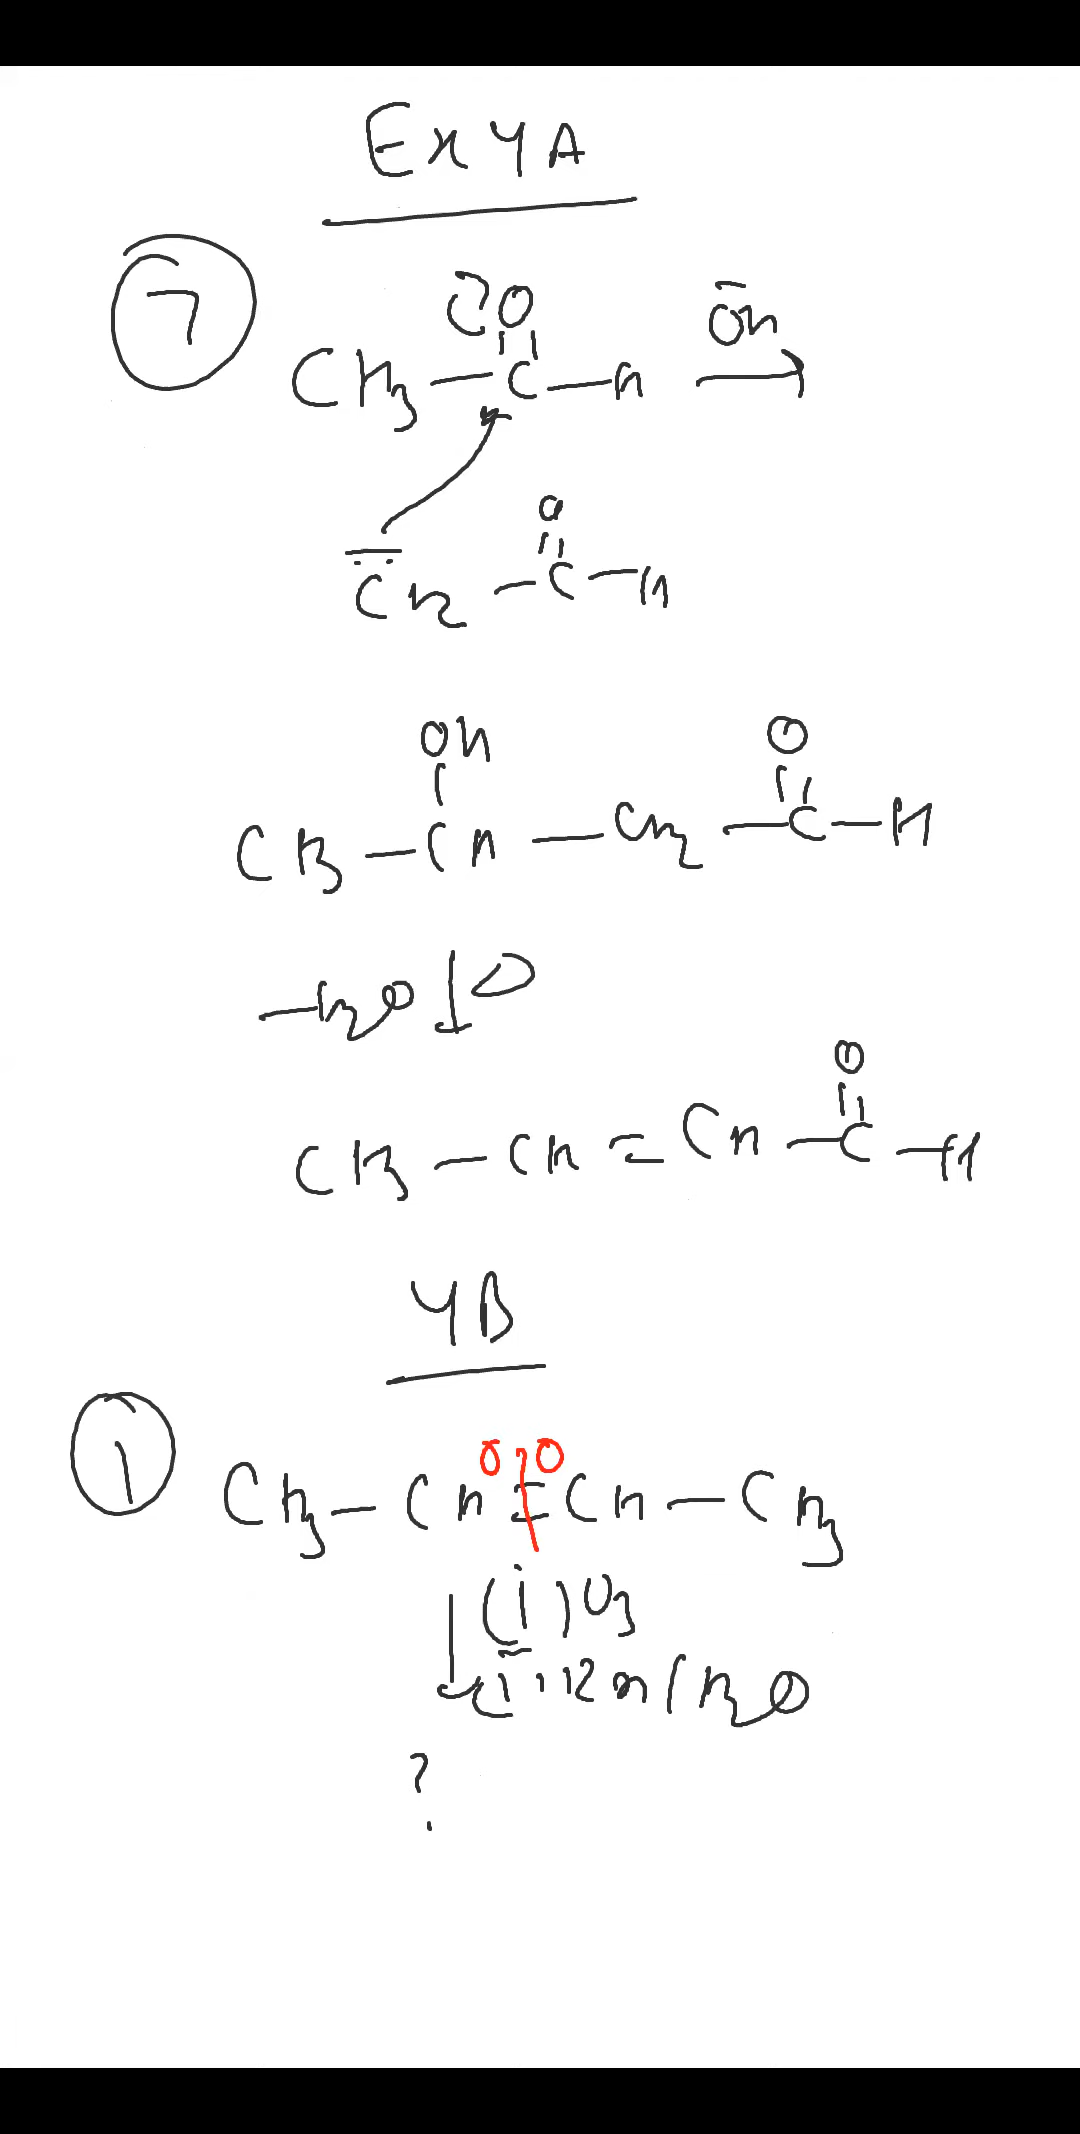 Ex 4A
7
O
CH3 - C - H →
OH
CH2 - C - H
O
OH
O
CH3 - CH - CH2 - C - H
-H2O ↓ Δ
O
CH3 - CH = CH - C - H
4B
1
O O
CH3 - CH = CH - CH3
(i) O3
(ii) Zn / H2O
?